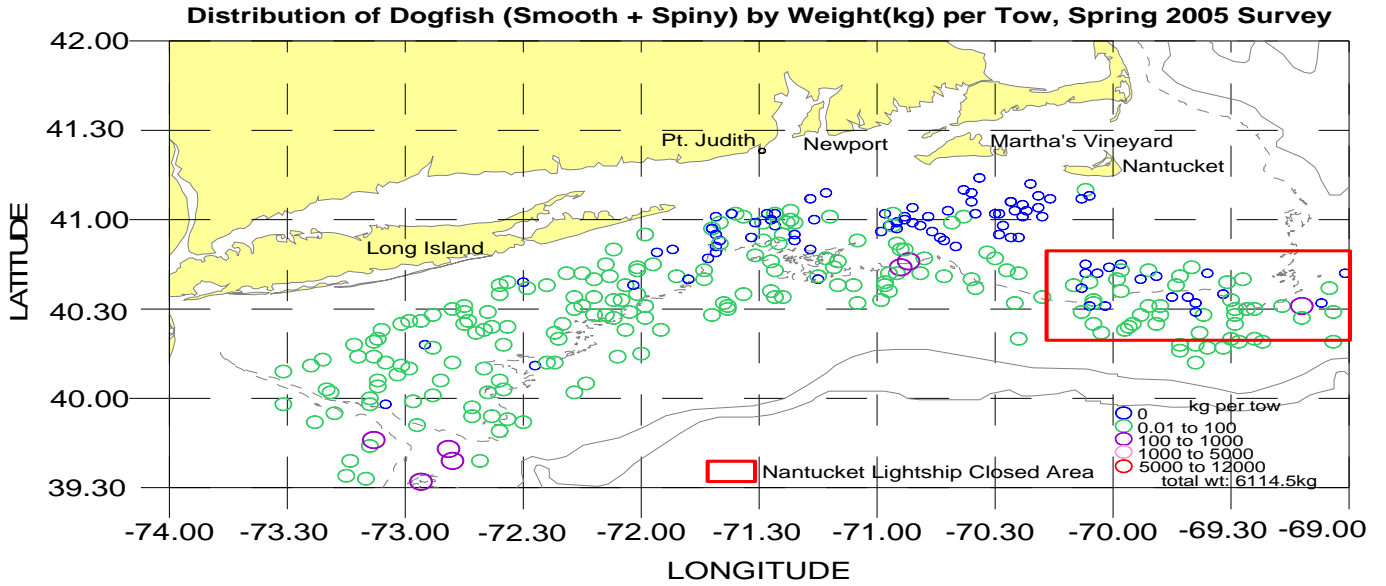 Distribution of Dogfish (Smooth + Spiny) by Weight(kg) per Tow, Spring 2005 Survey
42.00
41.30
Pt. Judith
Newport
Martha's Vineyard
Nantucket
41.00
Long Island
LATITUDE
40.30
40.00
kg per tow
0
0.01 to 100
100 to 1000
1000 to 5000
5000 to 12000
total wt: 6114.5kg
Nantucket Lightship Closed Area
39.30
-74.00 -73.30 -73.00 -72.30 -72.00 -71.30 -71.00 -70.30 -70.00 -69.30 -69.00
LONGITUDE